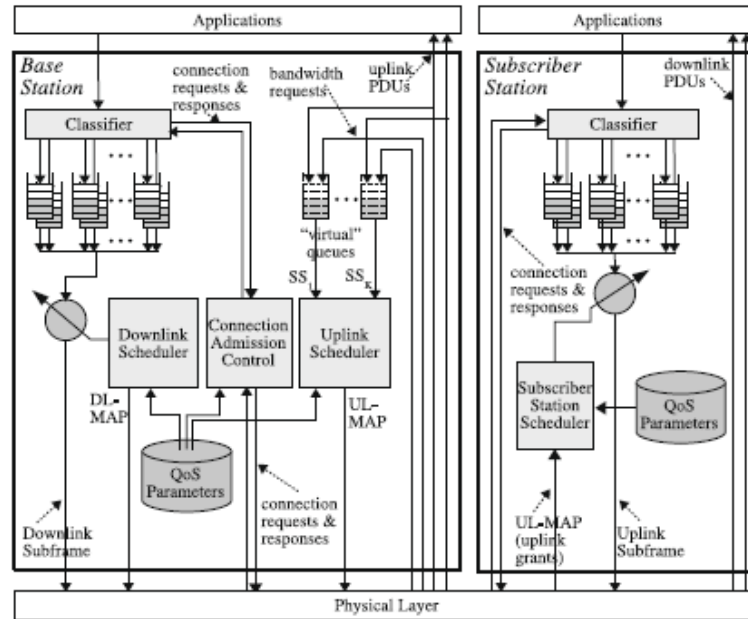 Applications
Applications
Base
Station
connection
requests &
responses
bandwidth
requests
uplink
PDUs
Subscriber
Station
downlink
PDUs
Classifier
Classifier
...
...
...
...
...
"virtual"
queues
SS1
SSK
connection
requests &
responses
Downlink
Scheduler
Connection
Admission
Control
Uplink
Scheduler
Subscriber
Station
Scheduler
QoS
Parameters
DL-
MAP
UL-
MAP
QoS
Parameters
connection
requests &
responses
Downlink
Subframe
UL-MAP
(uplink
grants)
Uplink
Subframe
Physical Layer